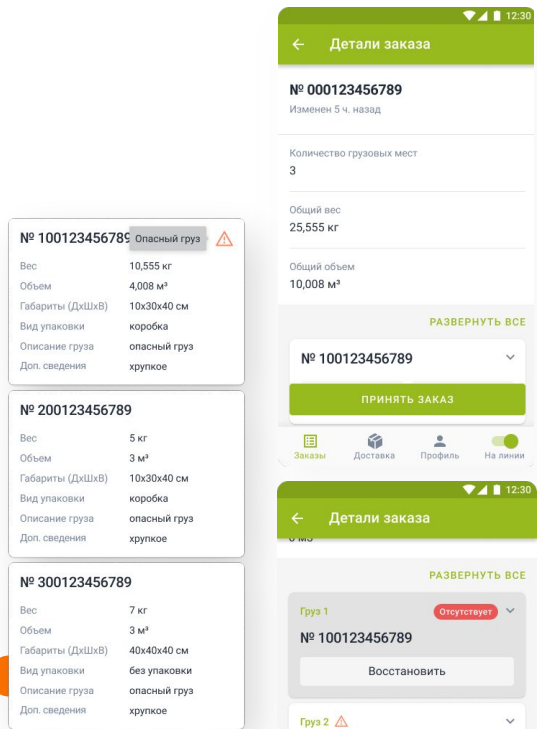 № 100123456789
Опасный груз
Вес 10,555 кг
Объем 4,008 м³
Габариты (ДхШхВ) 10х30х40 см
Вид упаковки коробка
Описание груза опасный груз
Доп. сведения хрупкое
№ 200123456789
Вес 5 кг
Объем 3 м³
Габариты (ДхШхВ) 10х30х40 см
Вид упаковки коробка
Описание груза опасный груз
Доп. сведения хрупкое
№ 300123456789
Вес 7 кг
Объем 3 м³
Габариты (ДхШхВ) 40х40х40 см
Вид упаковки без упаковки
Описание груза опасный груз
Доп. сведения хрупкое
12:30
Детали заказа
№ 000123456789
Изменен 5 ч. назад
Количество грузовых мест
3
Общий вес
25,555 кг
Общий объем
10,008 м³
РАЗВЕРНУТЬ ВСЕ
№ 100123456789
ПРИНЯТЬ ЗАКАЗ
Заказы Доставка Профиль На линии
12:30
Детали заказа
РАЗВЕРНУТЬ ВСЕ
Груз 1 Отсутствует
№ 100123456789
Восстановить
Груз 2